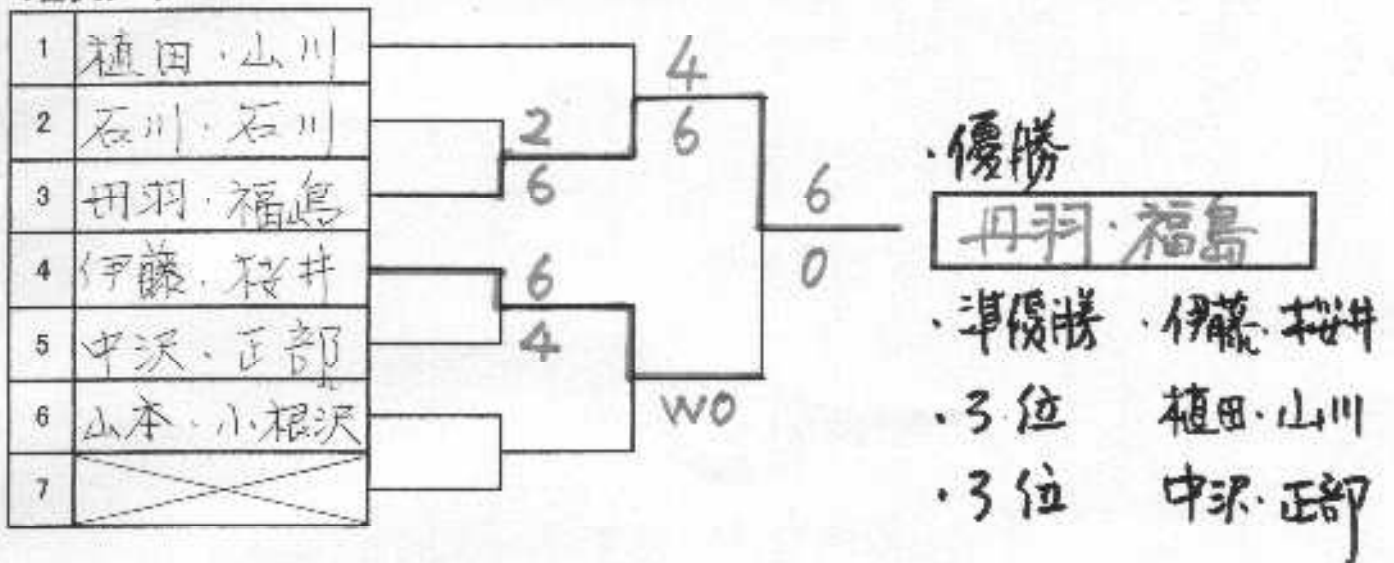 1 植田・山川
2 石川・石川
3 丹羽・福島
4 伊藤・桜井
5 中沢・正部
6 山本・小根沢
7
2
6
6
4
4
6
WO
6
0
・優勝
丹羽・福島
・準優勝 ・伊藤・桜井
・3位 植田・山川
・3位 中沢・正部